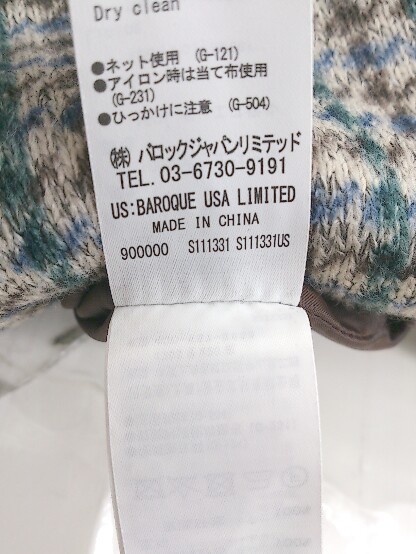 Dry clean
●ネット使用 (G-121)
●アイロン時は当て布使用
(G-231)
●ひっかけに注意 (G-504)
㈱ バロックジャパンリミテッド
TEL. 03-6730-9191
US:BAROQUE USA LIMITED
MADE IN CHINA
900000 S111331 S111331US